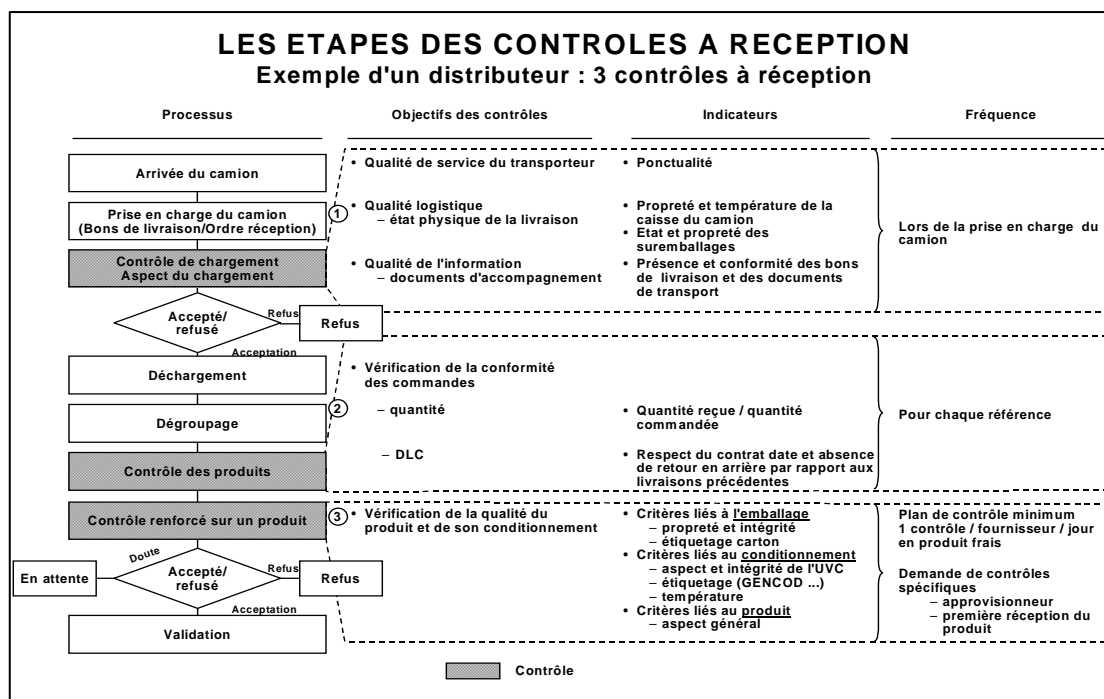 LES ETAPES DES CONTROLES A RECEPTION
Exemple d'un distributeur : 3 contrôles à réception
Processus
Objectifs des contrôles
Indicateurs
Fréquence
Arrivée du camion
Prise en charge du camion
(Bons de livraison/Ordre réception)
Contrôle de chargement
Aspect du chargement
Accepté/
refusé
Refus
Refus
Acceptation
Déchargement
Dégroupage
Contrôle des produits
Contrôle renforcé sur un produit
Doute
En attente
Accepté/
refusé
Refus
Refus
Acceptation
Validation
1
• Qualité de service du transporteur
• Qualité logistique
– état physique de la livraison
• Qualité de l'information
– documents d'accompagnement
• Ponctualité
• Propreté et température de la
caisse du camion
• Etat et propreté des
suremballages
• Présence et conformité des bons
de livraison et des documents
de transport
Lors de la prise en charge du
camion
2
• Vérification de la conformité
des commandes
– quantité
– DLC
• Quantité reçue / quantité
commandée
• Respect du contrat date et absence
de retour en arrière par rapport aux
livraisons précédentes
Pour chaque référence
3
• Vérification de la qualité du
produit et de son conditionnement
• Critères liés à l'emballage
– propreté et intégrité
– étiquetage carton
• Critères liés au conditionnement
– aspect et intégrité de l'UVC
– étiquetage (GENCOD ...)
– température
• Critères liés au produit
– aspect général
Plan de contrôle minimum
1 contrôle / fournisseur / jour
en produit frais
Demande de contrôles
spécifiques
– approvisionneur
– première réception du
produit
Contrôle